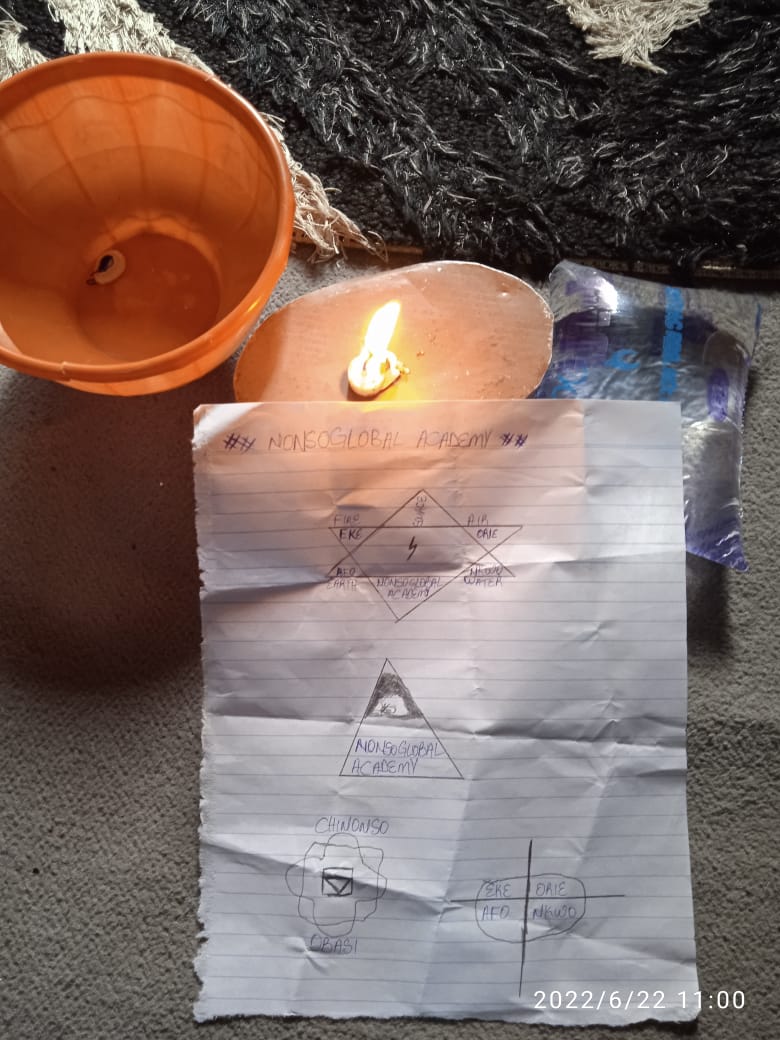 ## NONSOGLOBAL ACADEMY ##
FIRE AIR
EKE ORIE
AFO NKWO
EARTH NONSOGLOBAL WATER
ACADEMY
NONSOGLOBAL
ACADEMY
CHINONSO
OBASI
EKE ORIE
AFO NKWO
2022/6/22 11:00